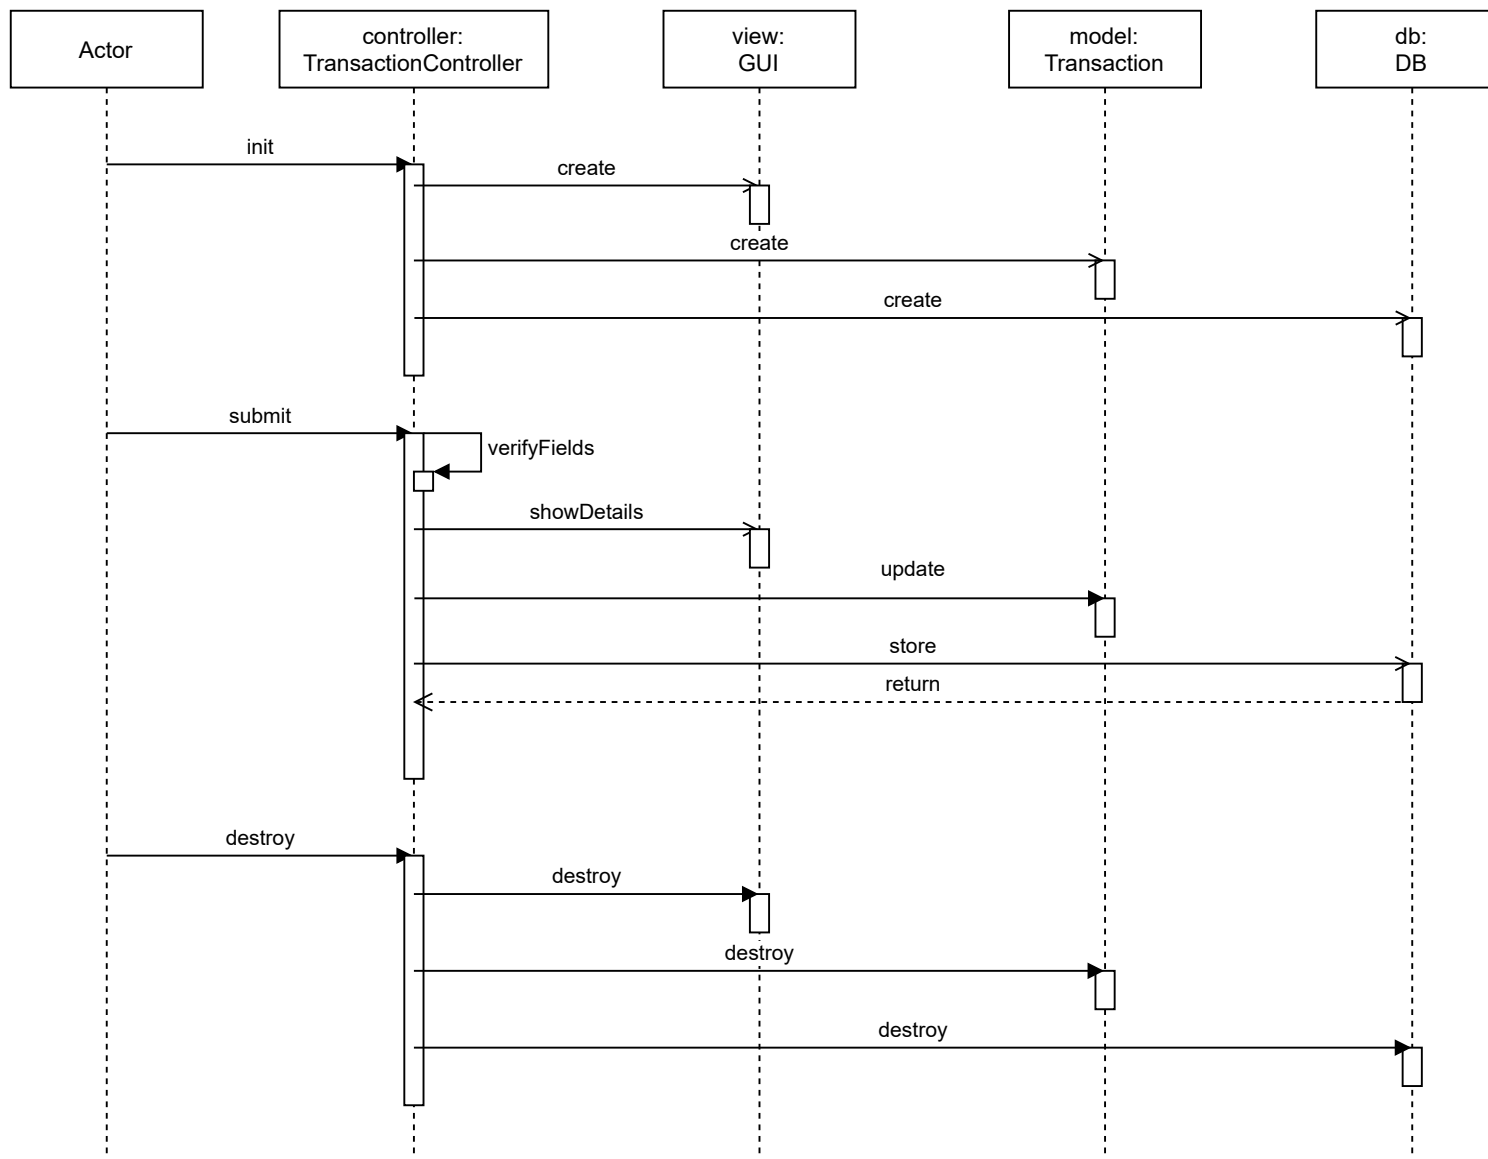 Actor
controller:
TransactionController
view:
GUI
model:
Transaction
db:
DB
init
create
create
create
submit
verifyFields
showDetails
update
store
return
destroy
destroy
destroy
destroy